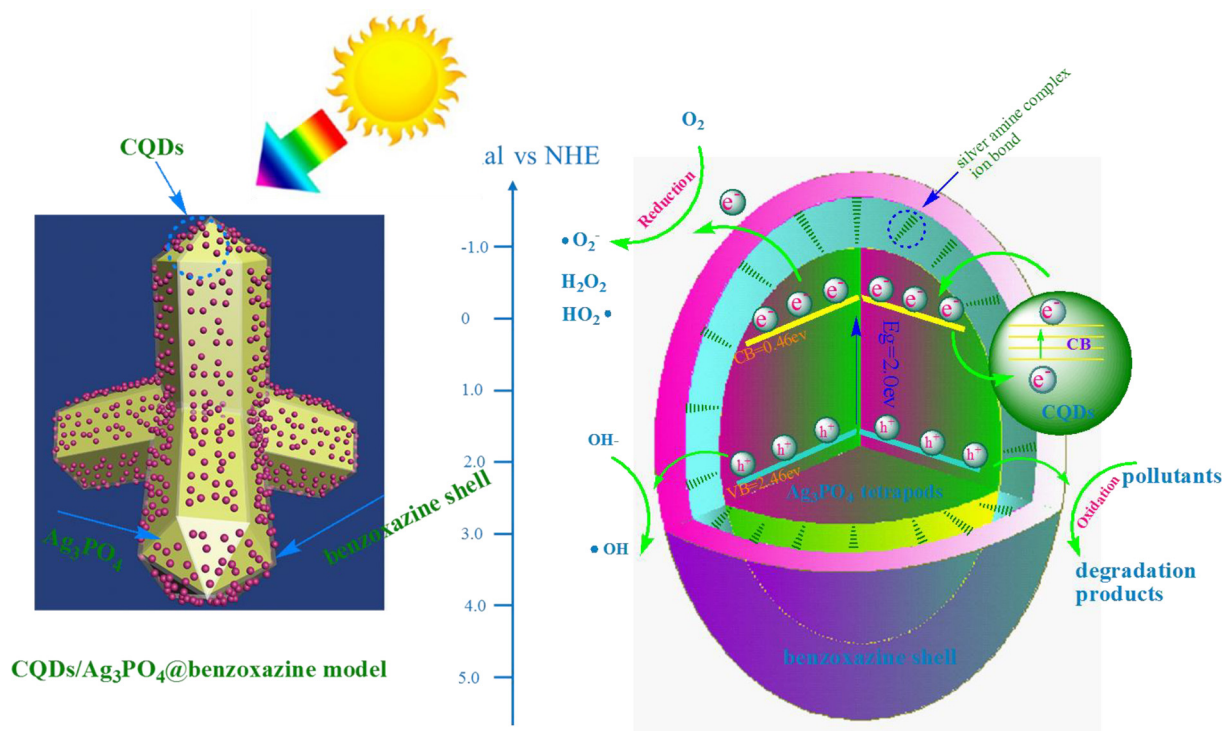 CQDs
Ag₃PO₄
benzoxazine shell
CQDs/Ag₃PO₄@benzoxazine model
al vs NHE
-1.0
0
1.0
2.0
3.0
4.0
5.0
O₂
Reduction
e⁻
•O₂⁻
H₂O₂
HO₂•
OH-
•OH
silver amine complex
ion bond
e⁻ e⁻ e⁻ e⁻ e⁻ e⁻
CB=0.46ev
Eg=2.0ev
e⁻
CB
e⁻
CQDs
h⁺ h⁺ h⁺ h⁺ h⁺ h⁺
VB=2.46ev
Ag₃PO₄ tetrapods
Oxidation
pollutants
degradation
products
benzoxazine shell